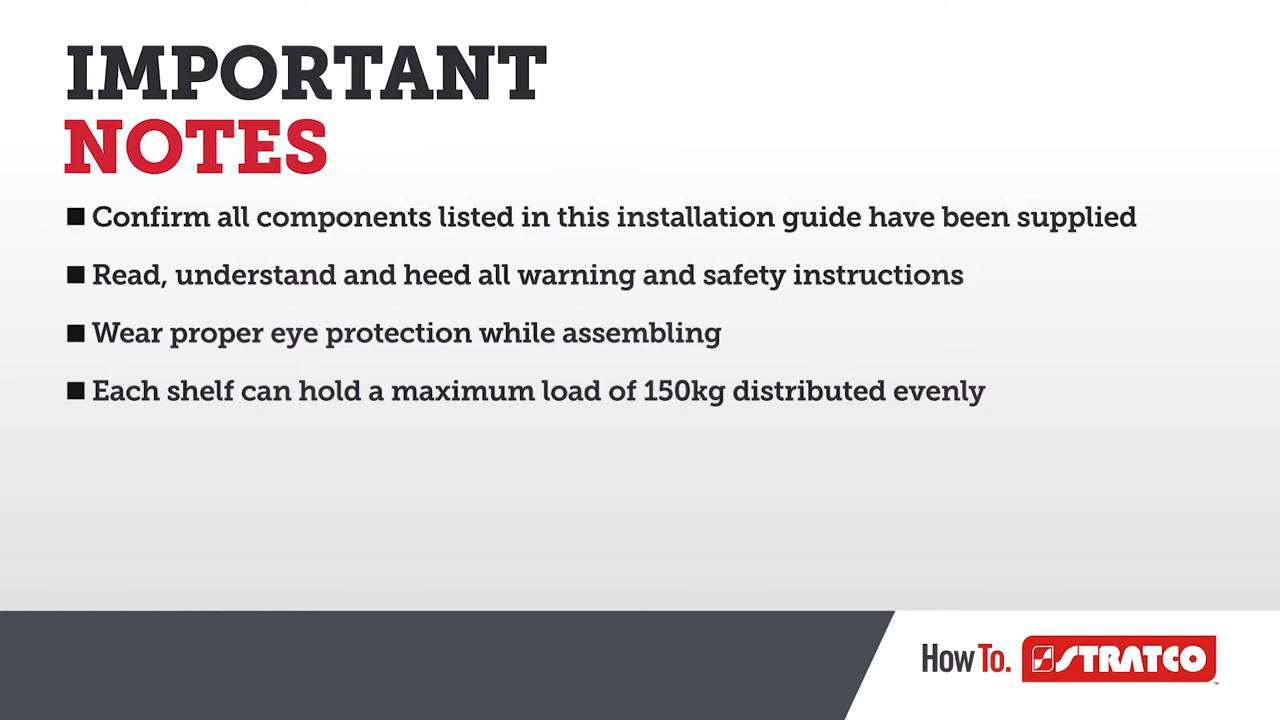 IMPORTANT
NOTES
■ Confirm all components listed in this installation guide have been supplied
■ Read, understand and heed all warning and safety instructions
■ Wear proper eye protection while assembling
■ Each shelf can hold a maximum load of 150kg distributed evenly
How To. STRATCO™